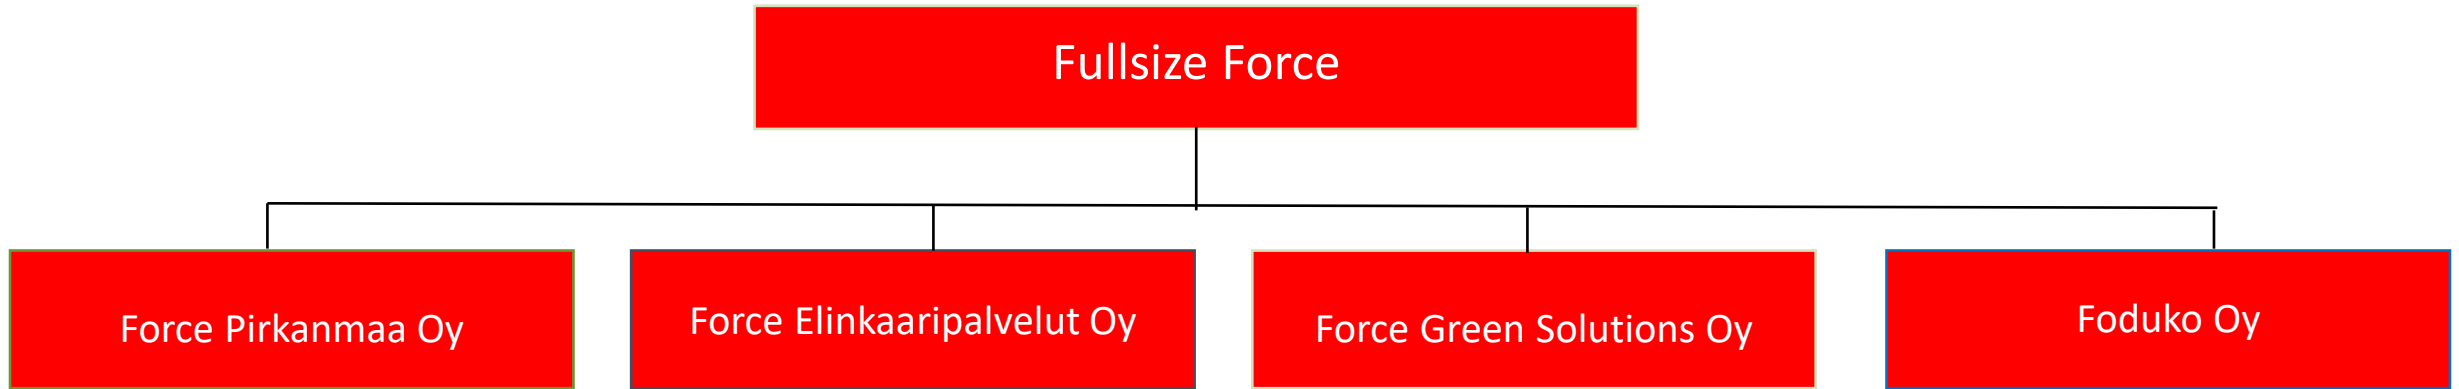 Fullsize Force
Force Pirkanmaa Oy
Force Elinkaaripalvelut Oy
Force Green Solutions Oy
Foduko Oy